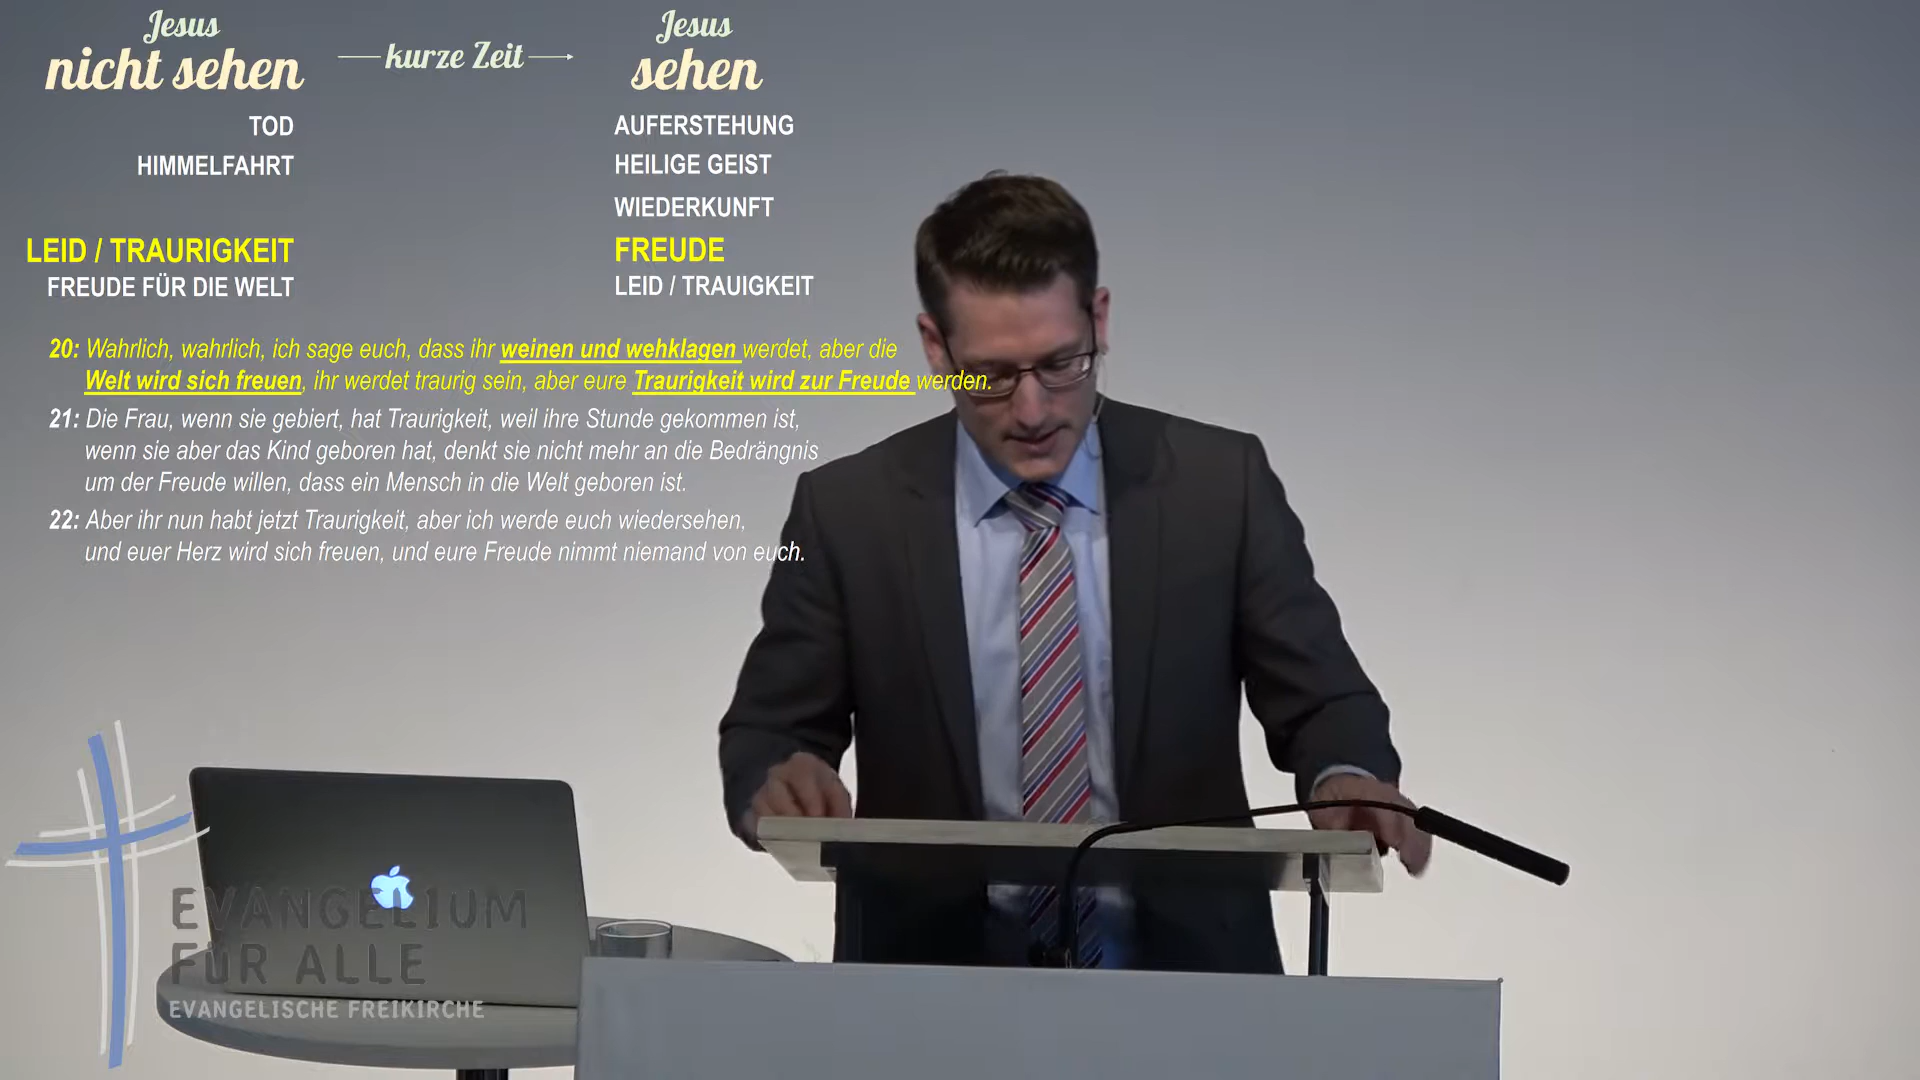 Jesus
nicht sehen
kurze Zeit
Jesus
sehen
TOD
AUFERSTEHUNG
HIMMELFAHRT
HEILIGE GEIST
WIEDERKUNFT
LEID / TRAURIGKEIT
FREUDE
FREUDE FÜR DIE WELT
LEID / TRAUIGKEIT
20: Wahrlich, wahrlich, ich sage euch, dass ihr weinen und wehklagen werdet, aber die
Welt wird sich freuen, ihr werdet traurig sein, aber eure Traurigkeit wird zur Freude werden.
21: Die Frau, wenn sie gebiert, hat Traurigkeit, weil ihre Stunde gekommen ist,
wenn sie aber das Kind geboren hat, denkt sie nicht mehr an die Bedrängnis
um der Freude willen, dass ein Mensch in die Welt geboren ist.
22: Aber ihr nun habt jetzt Traurigkeit, aber ich werde euch wiedersehen,
und euer Herz wird sich freuen, und eure Freude nimmt niemand von euch.
EVANGELIUM
FÜR ALLE
EVANGELISCHE FREIKIRCHE